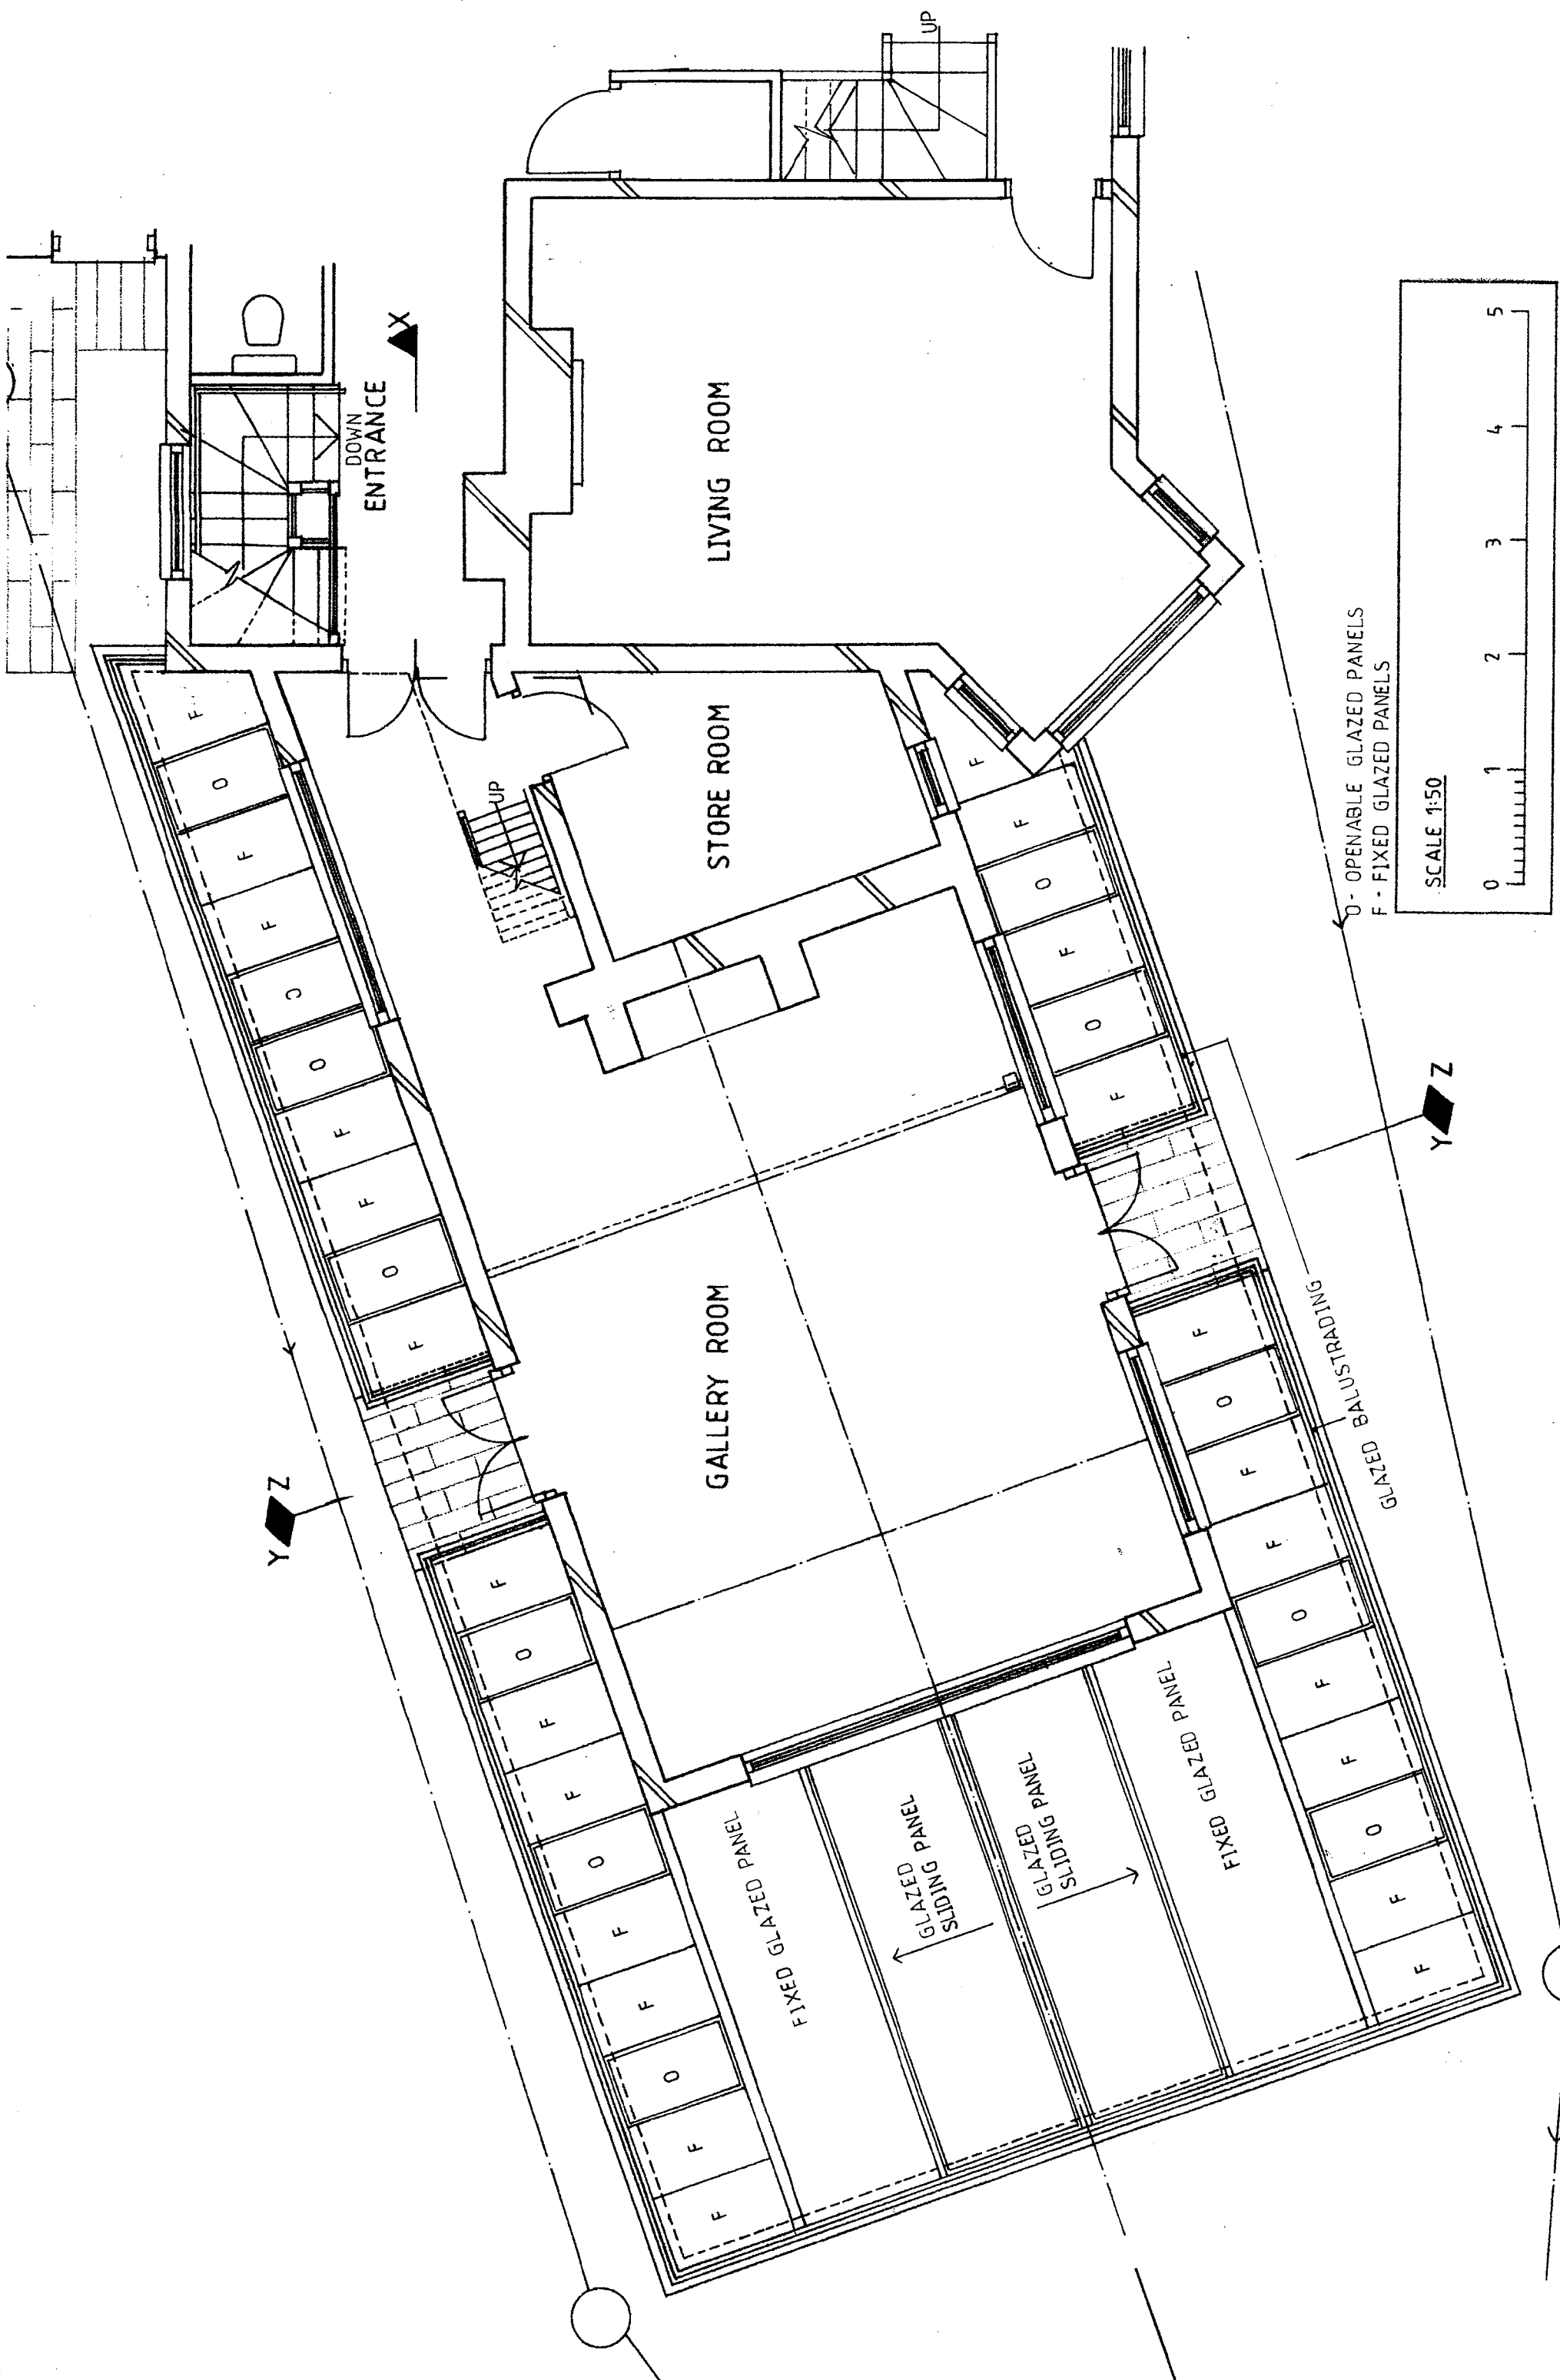 Y Z
F F O F F O F F O F
F O F F O C F F O F
DOWN
ENTRANCE
X
UP
UP
FIXED GLAZED PANEL
GLAZED
SLIDING PANEL
GLAZED
SLIDING PANEL
FIXED GLAZED PANEL
GALLERY ROOM
STORE ROOM
LIVING ROOM
F F O F F O F F O F
F O F O F F
GLAZED BALUSTRADING
Y Z
O - OPENABLE GLAZED PANELS
F - FIXED GLAZED PANELS
SCALE 1:50
0 1 2 3 4 5